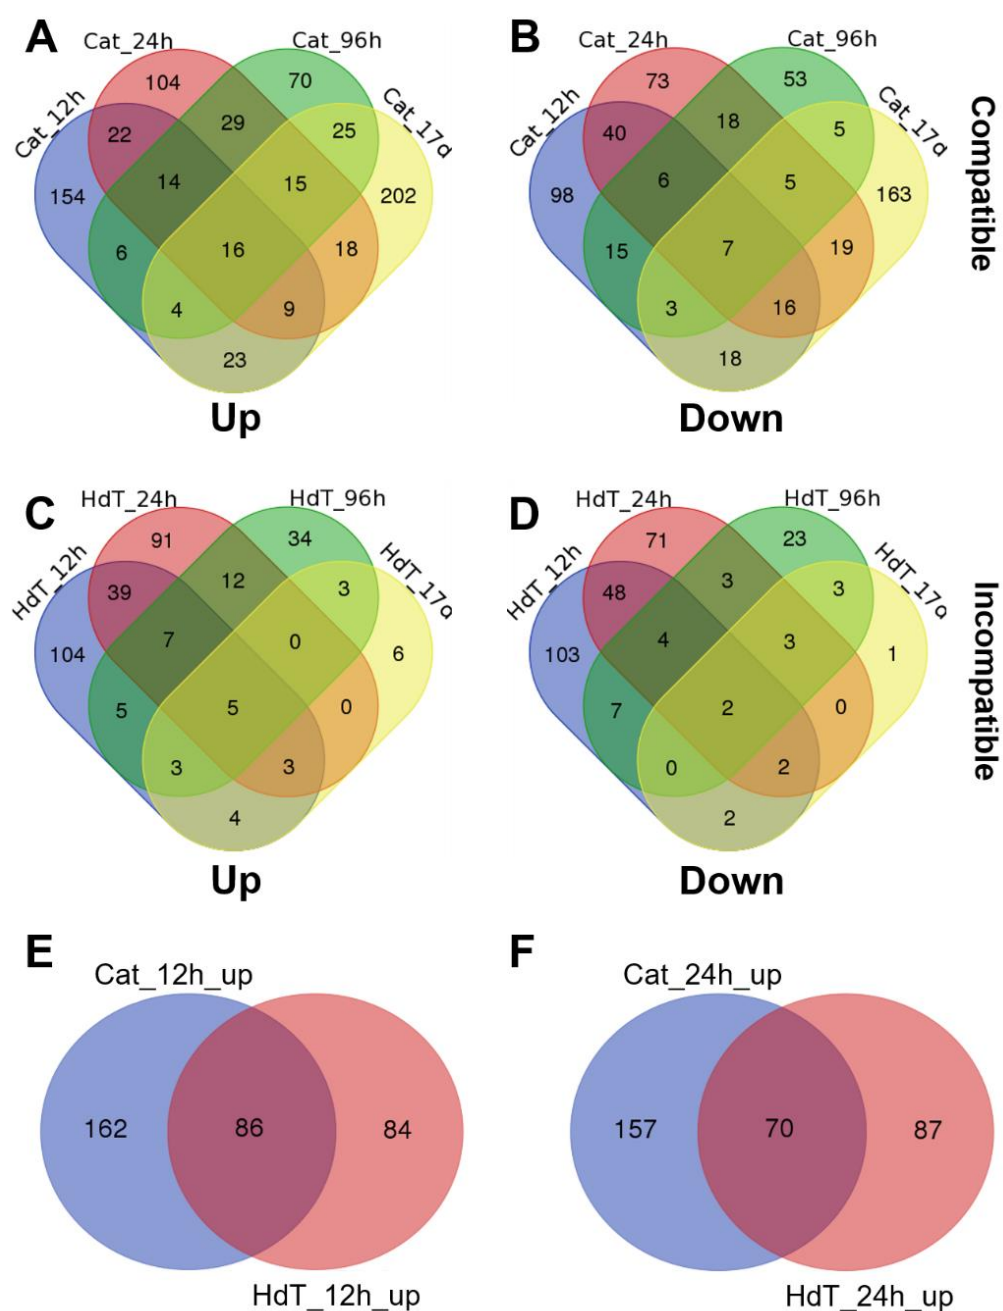 A
Cat_24h
Cat_96h
Cat_12h
Cat_17d
104
70
22
29
25
154
14
15
202
6
16
18
4
9
23
Up
B
Cat_24h
Cat_96h
Cat_12h
Cat_17d
73
53
40
18
5
98
6
5
163
15
7
19
3
16
18
Down
Compatible
C
HdT_24h
HdT_96h
HdT_12h
HdT_17d
91
34
39
12
3
104
7
0
6
5
5
0
3
3
4
Up
D
HdT_24h
HdT_96h
HdT_12h
HdT_17d
71
23
48
3
3
103
4
3
1
7
2
0
0
2
2
Down
Incompatible
E
Cat_12h_up
162
86
84
HdT_12h_up
F
Cat_24h_up
157
70
87
HdT_24h_up